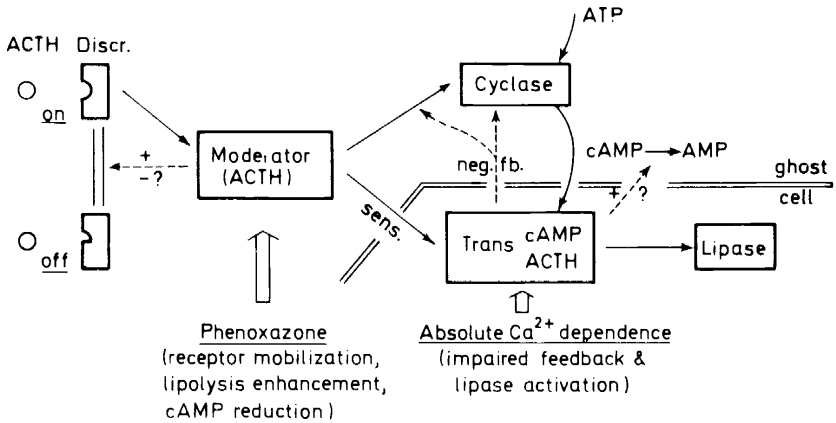 ATP
ACTH Discr.
on
Cyclase
+
-?
Moderator
(ACTH)
neg. fb.
cAMP → AMP
ghost
cell
off
sens.
+ ?
Trans cAMP
ACTH
Lipase
Phenoxazone
(receptor mobilization,
lipolysis enhancement,
cAMP reduction)
Absolute Ca²⁺ dependence
(impaired feedback &
lipase activation)